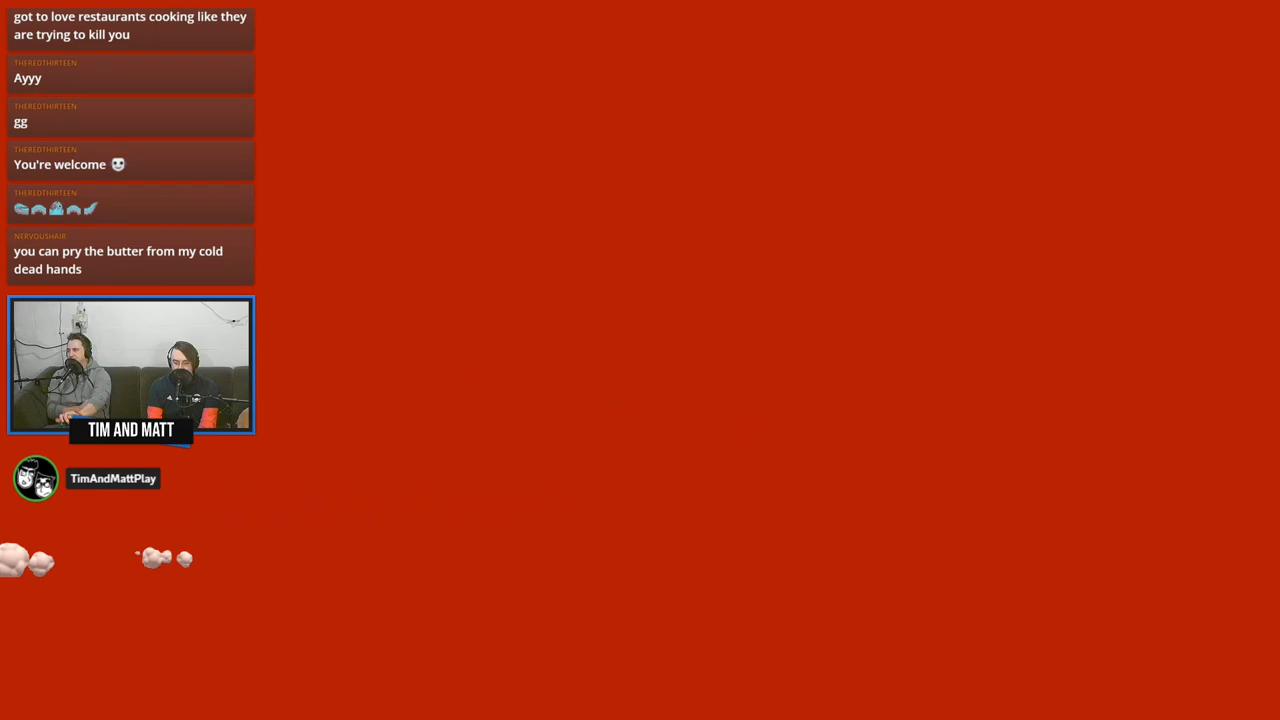 got to love restaurants cooking like they
are trying to kill you
THEREDTHIRTEEN
Ayyy
THEREDTHIRTEEN
gg
THEREDTHIRTEEN
You're welcome
THEREDTHIRTEEN
NERVOUSHAIR
you can pry the butter from my cold
dead hands
TIM AND MATT
TimAndMattPlay